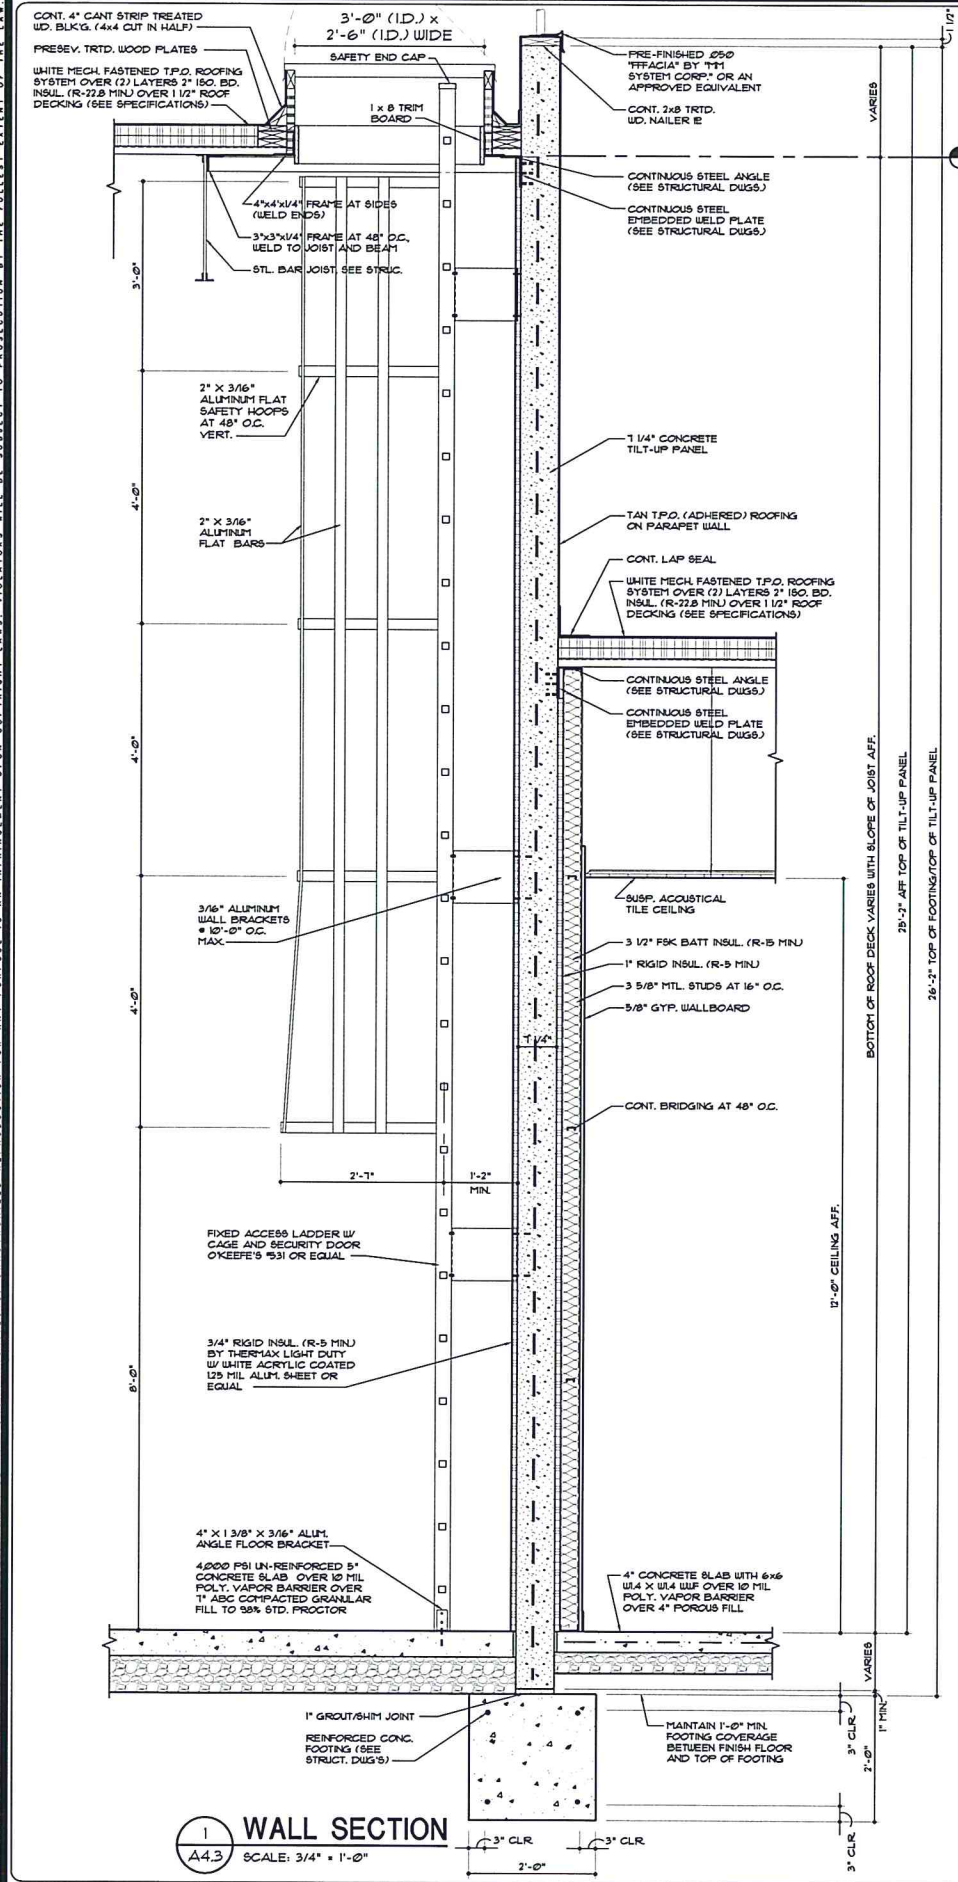 CONT. 4" CANT STRIP TREATED
WD. BLK'G. (4x4 CUT IN HALF)
PRESEV. TRTD. WOOD PLATES
WHITE MECH. FASTENED T.P.O. ROOFING
SYSTEM OVER (2) LAYERS 2" ISO. BD.
INSUL. (R-22.8 MIN.) OVER 1 1/2" ROOF
DECKING (SEE SPECIFICATIONS)
3'-0" (I.D.) x
2'-6" (I.D.) WIDE
SAFETY END CAP
1 x 8 TRIM
BOARD
PRE-FINISHED .050
"FFACIA" BY "TM
SYSTEM CORP." OR AN
APPROVED EQUIVALENT
CONT. 2x8 TRTD.
WD. NAILER
CONTINUOUS STEEL ANGLE
(SEE STRUCTURAL DWGS.)
CONTINUOUS STEEL
EMBEDDED WELD PLATE
(SEE STRUCTURAL DWGS.)
1 1/2"
VARIES
4"x4"x1/4" FRAME AT SIDES
(WELD ENDS)
3"x3"x1/4" FRAME AT 48" O.C.
WELD TO JOIST AND BEAM
STL. BAR JOIST, SEE STRUC.
3'-0"
2" X 3/16"
ALUMINUM FLAT
SAFETY HOOPS
AT 48" O.C.
VERT.
4'-0"
2" X 3/16"
ALUMINUM
FLAT BARS
7 1/4" CONCRETE
TILT-UP PANEL
TAN T.P.O. (ADHERED) ROOFING
ON PARAPET WALL
CONT. LAP SEAL
WHITE MECH. FASTENED T.P.O. ROOFING
SYSTEM OVER (2) LAYERS 2" ISO. BD.
INSUL. (R-22.8 MIN.) OVER 1 1/2" ROOF
DECKING (SEE SPECIFICATIONS)
CONTINUOUS STEEL ANGLE
(SEE STRUCTURAL DWGS.)
CONTINUOUS STEEL
EMBEDDED WELD PLATE
(SEE STRUCTURAL DWGS.)
4'-0"
BOTTOM OF ROOF DECK VARIES WITH SLOPE OF JOIST A.F.F.
25'-2" AFF TOP OF TILT-UP PANEL
26'-2" TOP OF FOOTING/TOP OF TILT-UP PANEL
3/16" ALUMINUM
WALL BRACKETS
@ 10'-0" O.C.
MAX.
SUSP. ACOUSTICAL
TILE CEILING
3 1/2" FSK BATT INSUL. (R-15 MIN.)
1" RIGID INSUL. (R-5 MIN.)
3 5/8" MTL. STUDS AT 16" O.C.
5/8" GYP. WALLBOARD
4'-0"
7 1/4"
CONT. BRIDGING AT 48" O.C.
2'-7"
1'-2"
MIN.
FIXED ACCESS LADDER W/
CAGE AND SECURITY DOOR
O'KEEFE'S #531 OR EQUAL
12'-0" CEILING A.F.F.
3/4" RIGID INSUL. (R-5 MIN.)
BY THERMAX LIGHT DUTY
W/ WHITE ACRYLIC COATED
1.25 MIL ALUM. SHEET OR
EQUAL
8'-0"
4" X 1 3/8" X 3/16" ALUM.
ANGLE FLOOR BRACKET
4,000 PSI UN-REINFORCED 5"
CONCRETE SLAB OVER 10 MIL
POLY. VAPOR BARRIER OVER
7" ABC COMPACTED GRANULAR
FILL TO 98% STD. PROCTOR
4" CONCRETE SLAB WITH 6x6
W1.4 X W1.4 WWF OVER 10 MIL
POLY. VAPOR BARRIER
OVER 4" POROUS FILL
VARIES
1" GROUT/SHIM JOINT
REINFORCED CONC.
FOOTING (SEE
STRUCT. DWG'S)
MAINTAIN 1'-0" MIN.
FOOTING COVERAGE
BETWEEN FINISH FLOOR
AND TOP OF FOOTING
3" CLR.
2'-0"
1" MIN.
3" CLR.
1
A4.3
WALL SECTION
SCALE: 3/4" = 1'-0"
3" CLR.
3" CLR.
2'-0"